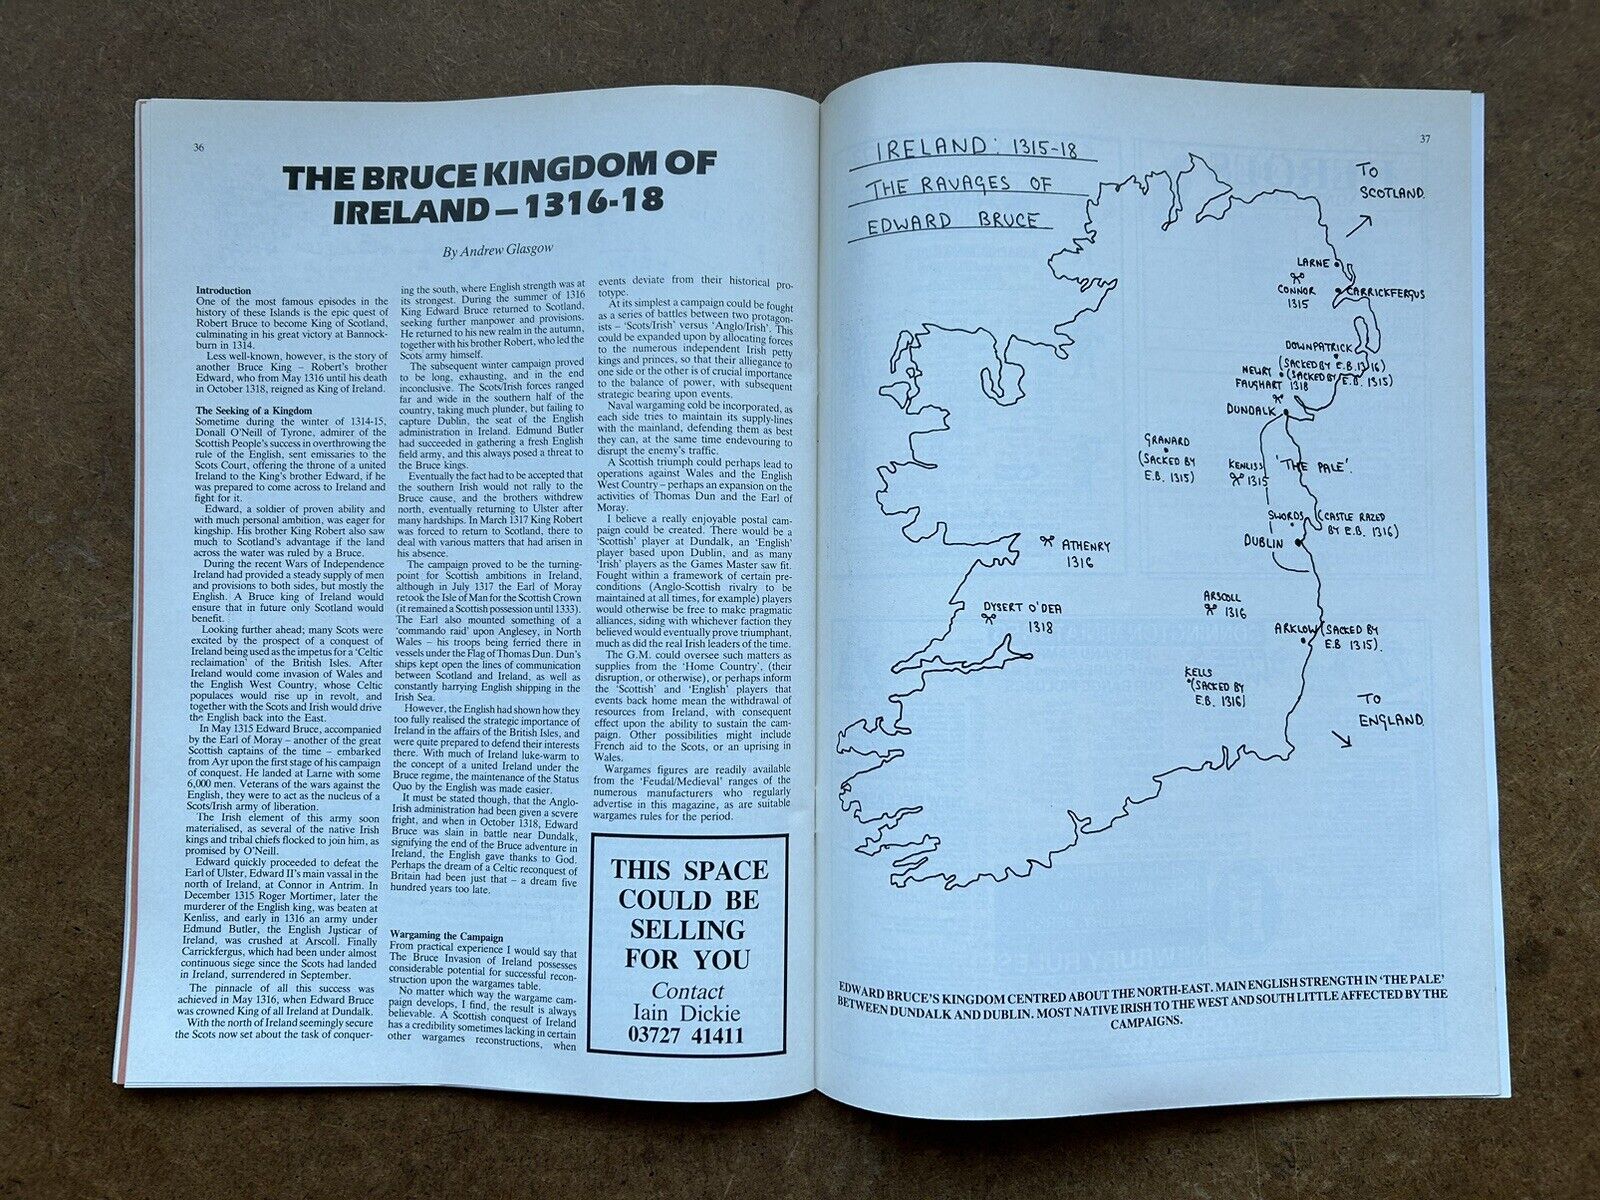 36
THE BRUCE KINGDOM OF
IRELAND – 1316-18
By Andrew Glasgow
Introduction
One of the most famous episodes in the
history of these Islands is the epic quest of
Robert Bruce to become King of Scotland,
culminating in his great victory at Bannock-
burn in 1314.
Less well-known, however, is the story of
another Bruce King – Robert's brother
Edward, who from May 1316 until his death
in October 1318, reigned as King of Ireland.
The Seeking of a Kingdom
Sometime during the winter of 1314-15,
Donall O'Neill of Tyrone, admirer of the
Scottish People's success in overthrowing the
rule of the English, sent emissaries to the
Scots Court, offering the throne of a united
Ireland to the King's brother Edward, if he
was prepared to come across to Ireland and
fight for it.
Edward, a soldier of proven ability and
with much personal ambition, was eager for
kingship. His brother King Robert also saw
much to Scotland's advantage if the land
across the water was ruled by a Bruce.
During the recent Wars of Independence
Ireland had provided a steady supply of men
and provisions to both sides, but mostly the
English. A Bruce king of Ireland would
ensure that in future only Scotland would
benefit.
Looking further ahead; many Scots were
excited by the prospect of a conquest of
Ireland being used as the impetus for a 'Celtic
reclaimation' of the British Isles. After
Ireland would come invasion of Wales and
the English West Country, whose Celtic
populaces would rise up in revolt, and
together with the Scots and Irish would drive
the English back into the East.
In May 1315 Edward Bruce, accompanied
by the Earl of Moray – another of the great
Scottish captains of the time – embarked
from Ayr upon the first stage of his campaign
of conquest. He landed at Larne with some
6,000 men. Veterans of the wars against the
English, they were to act as the nucleus of a
Scots/Irish army of liberation.
The Irish element of this army soon
materialised, as several of the native Irish
kings and tribal chiefs flocked to join him, as
promised by O'Neill.
Edward quickly proceeded to defeat the
Earl of Ulster, Edward II's main vassal in the
north of Ireland, at Connor in Antrim. In
December 1315 Roger Mortimer, later the
murderer of the English king, was beaten at
Kenliss, and early in 1316 an army under
Edmund Butler, the English Justicar of
Ireland, was crushed at Arscoll. Finally
Carrickfergus, which had been under almost
continuous siege since the Scots had landed
in Ireland, surrendered in September.
The pinnacle of all this success was
achieved in May 1316, when Edward Bruce
was crowned King of all Ireland at Dundalk.
With the north of Ireland seemingly secure
the Scots now set about the task of conquer-
ing the south, where English strength was at
its strongest. During the summer of 1316
King Edward Bruce returned to Scotland,
seeking further manpower and provisions.
He returned to his new realm in the autumn,
together with his brother Robert, who led the
Scots army himself.
The subsequent winter campaign proved
to be long, exhausting, and in the end
inconclusive. The Scots/Irish forces ranged
far and wide in the southern half of the
country, taking much plunder, but failing to
capture Dublin, the seat of the English
administration in Ireland. Edmund Butler
had succeeded in gathering a fresh English
field army, and this always posed a threat to
the Bruce kings.
Eventually the fact had to be accepted that
the southern Irish would not rally to the
Bruce cause, and the brothers withdrew
north, eventually returning to Ulster after
many hardships. In March 1317 King Robert
was forced to return to Scotland, there to
deal with various matters that had arisen in
his absence.
The campaign proved to be the turning-
point for Scottish ambitions in Ireland,
although in July 1317 the Earl of Moray
retook the Isle of Man for the Scottish Crown
(it remained a Scottish possession until 1333).
The Earl also mounted something of a
'commando raid' upon Anglesey, in North
Wales – his troops being ferried there in
vessels under the Flag of Thomas Dun. Dun's
ships kept open the lines of communication
between Scotland and Ireland, as well as
constantly harrying English shipping in the
Irish Sea.
However, the English had shown how they
too fully realised the strategic importance of
Ireland in the affairs of the British Isles, and
were quite prepared to defend their interests
there. With much of Ireland luke-warm to
the concept of a united Ireland under the
Bruce regime, the maintenance of the Status
Quo by the English was made easier.
It must be stated though, that the Anglo-
Irish administration had been given a severe
fright, and when in October 1318, Edward
Bruce was slain in battle near Dundalk,
signifying the end of the Bruce adventure in
Ireland, the English gave thanks to God.
Perhaps the dream of a Celtic reconquest of
Britain had been just that – a dream five
hundred years too late.
Wargaming the Campaign
From practical experience I would say that
The Bruce Invasion of Ireland possesses
considerable potential for successful recon-
struction upon the wargames table.
No matter which way the wargame cam-
paign develops, I find, the result is always
believable. A Scottish conquest of Ireland
has a credibility sometimes lacking in certain
other wargames reconstructions, when
events deviate from their historical pro-
totype.
At its simplest a campaign could be fought
as a series of battles between two protagon-
ists – 'Scots/Irish' versus 'Anglo/Irish'. This
could be expanded upon by allocating forces
to the numerous independent Irish petty
kings and princes, so that their alliegance to
one side or the other is of crucial importance
to the balance of power, with subsequent
strategic bearing upon events.
Naval wargaming cold be incorporated, as
each side tries to maintain its supply-lines
with the mainland, defending them as best
they can, at the same time endevouring to
disrupt the enemy's traffic.
A Scottish triumph could perhaps lead to
operations against Wales and the English
West Country – perhaps an expansion on the
activities of Thomas Dun and the Earl of
Moray.
I believe a really enjoyable postal cam-
paign could be created. There would be a
'Scottish' player at Dundalk, an 'English'
player based upon Dublin, and as many
'Irish' players as the Games Master saw fit.
Fought within a framework of certain pre-
conditions (Anglo-Scottish rivalry to be
maintained at all times, for example) players
would otherwise be free to make pragmatic
alliances, siding with whichever faction they
believed would eventually prove triumphant,
much as did the real Irish leaders of the time.
The G.M. could oversee such matters as
supplies from the 'Home Country', (their
disruption, or otherwise), or perhaps inform
the 'Scottish' and 'English' players that
events back home mean the withdrawal of
resources from Ireland, with consequent
effect upon the ability to sustain the cam-
paign. Other possibilities might include
French aid to the Scots, or an uprising in
Wales.
Wargames figures are readily available
from the 'Feudal/Medieval' ranges of the
numerous manufacturers who regularly
advertise in this magazine, as are suitable
wargames rules for the period.
THIS SPACE
COULD BE
SELLING
FOR YOU
Contact
Iain Dickie
03727 41411
37
IRELAND: 1315-18
THE RAVAGES OF
EDWARD BRUCE
TO
SCOTLAND.
LARNE
CONNOR
1315
CARRICKFERGUS
DOWNPATRICK
(SACKED BY E.B. 1316)
NEWRY
(SACKED BY E.B. 1315)
FAUGHART 1318
DUNDALK
GRANARD
(SACKED BY
E.B. 1315)
KENLISS
1315
'THE PALE'.
SWORDS
(CASTLE RAZED
BY E.B. 1316)
DUBLIN
ATHENRY
1316
DYSERT O'DEA
1318
ARSCOLL
1316
ARKLOW (SACKED BY
E.B 1315).
KELLS
(SACKED BY
E.B. 1316)
TO
ENGLAND.
EDWARD BRUCE'S KINGDOM CENTRED ABOUT THE NORTH-EAST. MAIN ENGLISH STRENGTH IN 'THE PALE'
BETWEEN DUNDALK AND DUBLIN. MOST NATIVE IRISH TO THE WEST AND SOUTH LITTLE AFFECTED BY THE
CAMPAIGNS.